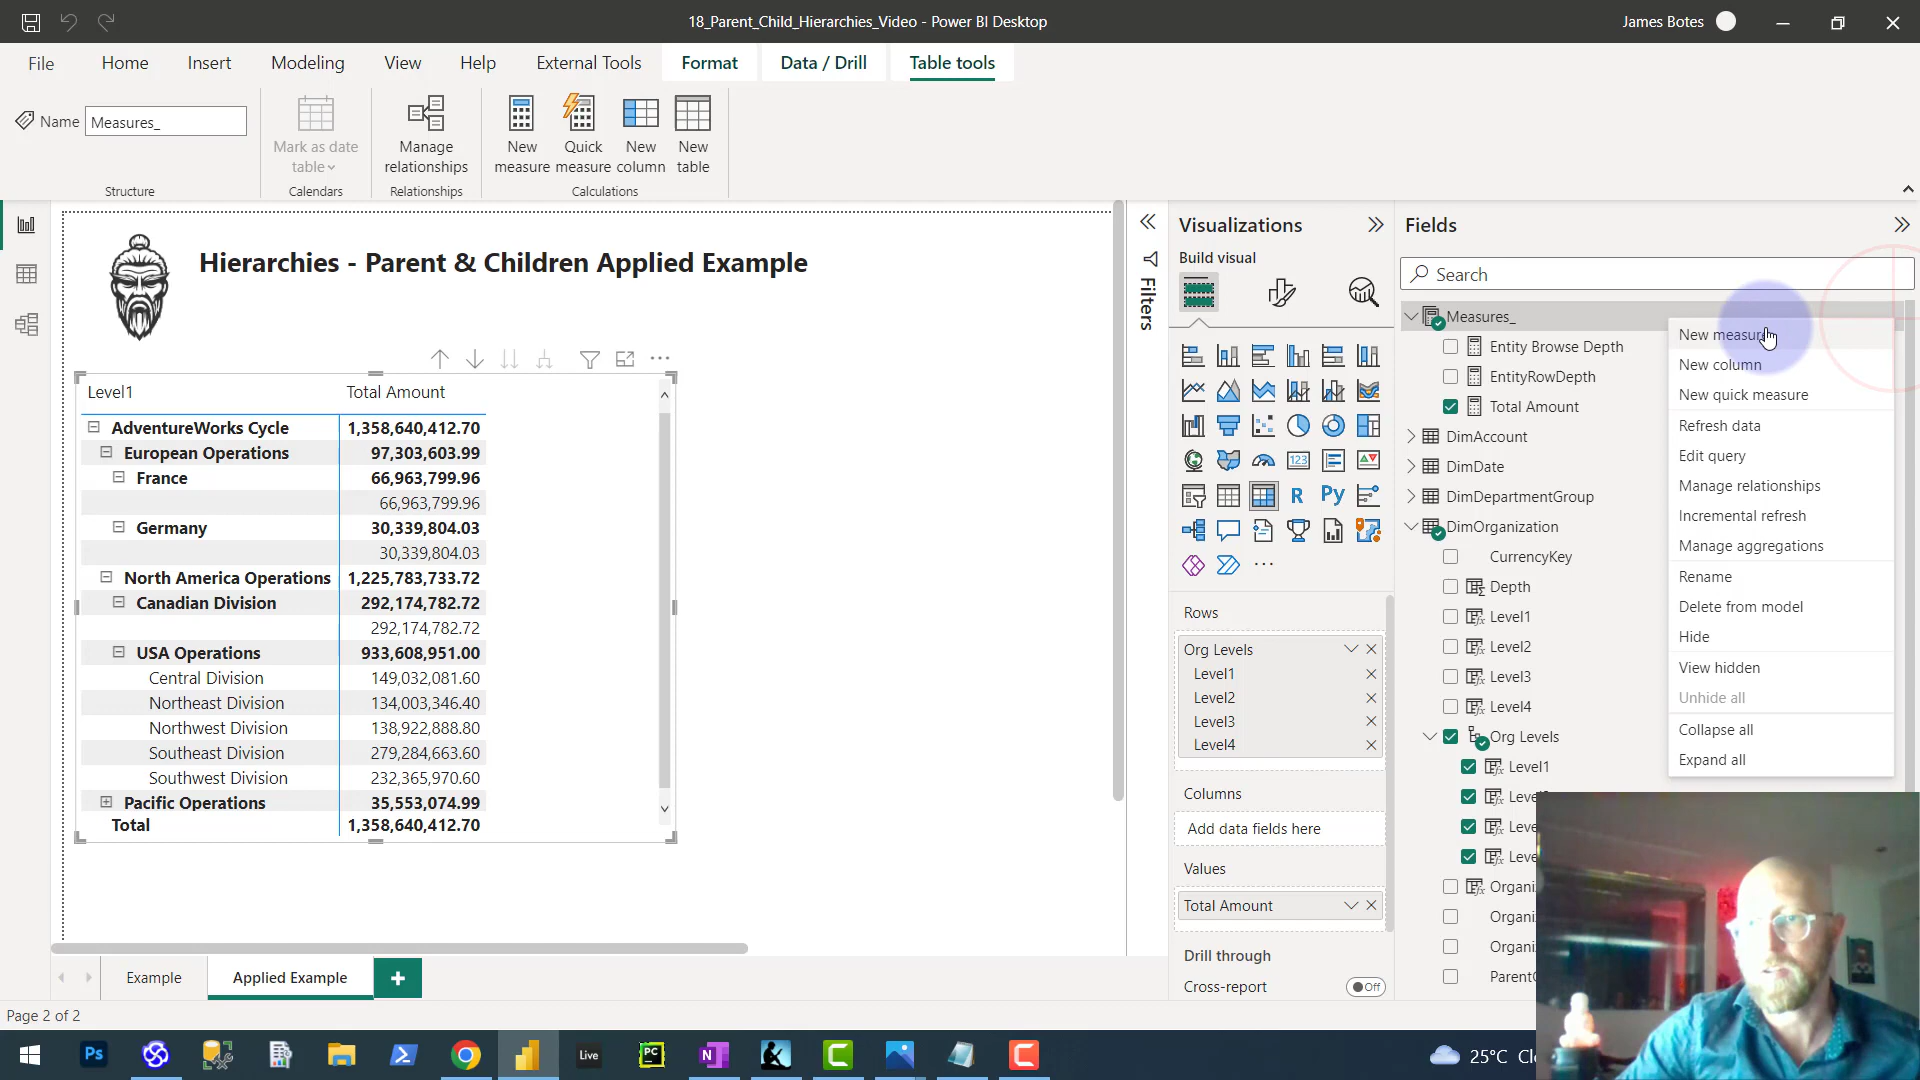 18_Parent_Child_Hierarchies_Video - Power BI Desktop
James Botes
File Home Insert Modeling View Help External Tools Format Data / Drill Table tools
Name Measures_
Mark as date table
Manage relationships
New measure
Quick measure
New column
New table
Structure Calendars Relationships Calculations
Hierarchies - Parent & Children Applied Example
Level1 Total Amount
AdventureWorks Cycle 1,358,640,412.70
European Operations 97,303,603.99
France 66,963,799.96
66,963,799.96
Germany 30,339,804.03
30,339,804.03
North America Operations 1,225,783,733.72
Canadian Division 292,174,782.72
292,174,782.72
USA Operations 933,608,951.00
Central Division 149,032,081.60
Northeast Division 134,003,346.40
Northwest Division 138,922,888.80
Southeast Division 279,284,663.60
Southwest Division 232,365,970.60
Pacific Operations 35,553,074.99
Total 1,358,640,412.70
Filters
Visualizations
Build visual
123
R Py
Rows
Org Levels
Level1
Level2
Level3
Level4
Columns
Add data fields here
Values
Total Amount
Drill through
Cross-report Off
Fields
Search
Measures_
Entity Browse Depth
EntityRowDepth
Total Amount
DimAccount
DimDate
DimDepartmentGroup
DimOrganization
CurrencyKey
Depth
Level1
Level2
Level3
Level4
Org Levels
Level1
Leve
Leve
Leve
Organi
Organi
Organi
Parent
New measure
New column
New quick measure
Refresh data
Edit query
Manage relationships
Incremental refresh
Manage aggregations
Rename
Delete from model
Hide
View hidden
Unhide all
Collapse all
Expand all
Example Applied Example +
Page 2 of 2
Ps
Live
PC
N
C
C
25°C Cl